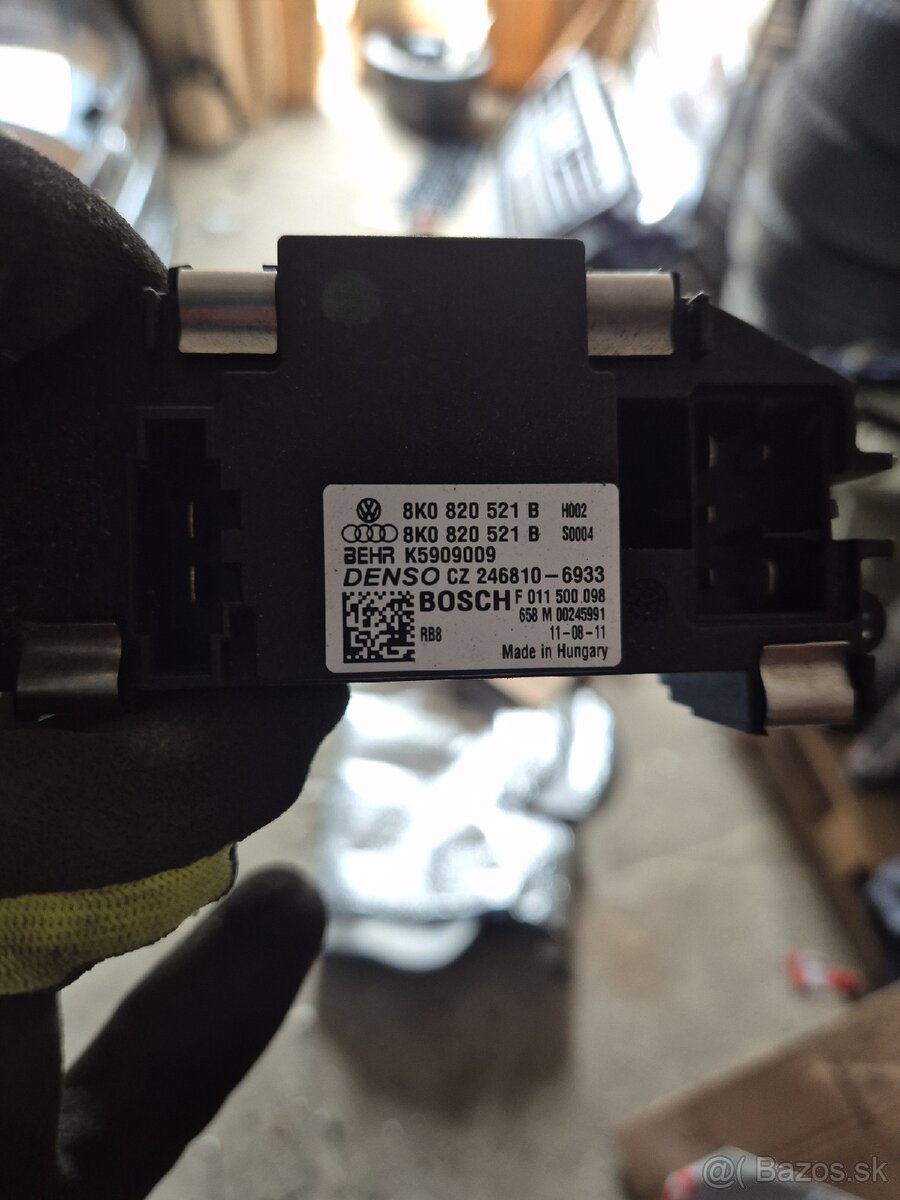 8K0 820 521 B H002
8K0 820 521 B S0004
BEHR K5909009
DENSO CZ 246810-6933
BOSCH F 011 500 098
658 M 00245991
RB8 11-08-11
Made in Hungary
@( Bazos.sk